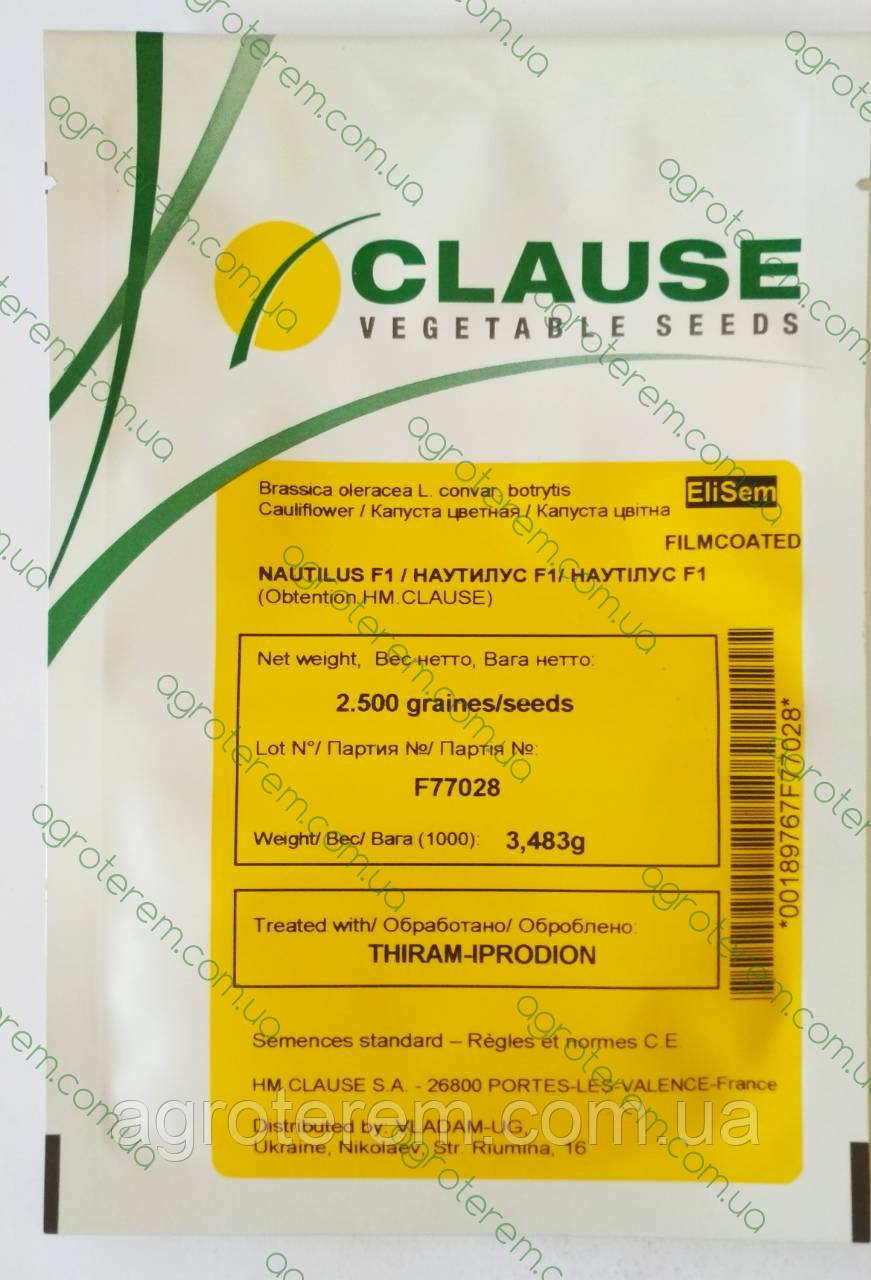 CLAUSE
VEGETABLE SEEDS
Brassica oleracea L. convar. botrytis
EliSem
Cauliflower / Капуста цветная / Капуста цвітна
FILMCOATED
NAUTILUS F1 / НАУТИЛУС F1/ НАУТІЛУС F1
(Obtention HM.CLAUSE)
Net weight, Вес нетто, Вага нетто:
2.500 graines/seeds
Lot N°/ Партия №/ Партія №:
F77028
Weight/ Вес/ Вага (1000): 3,483g
*00189767F77028*
Treated with/ Обработано/ Оброблено:
THIRAM-IPRODION
Semences standard – Règles et normes C.E.
HM.CLAUSE S.A. - 26800 PORTES-LES-VALENCE-France
Distributed by: VLADAM-UG,
Ukraine, Nikolaev, Str. Riumina, 16
agroterem.com.ua